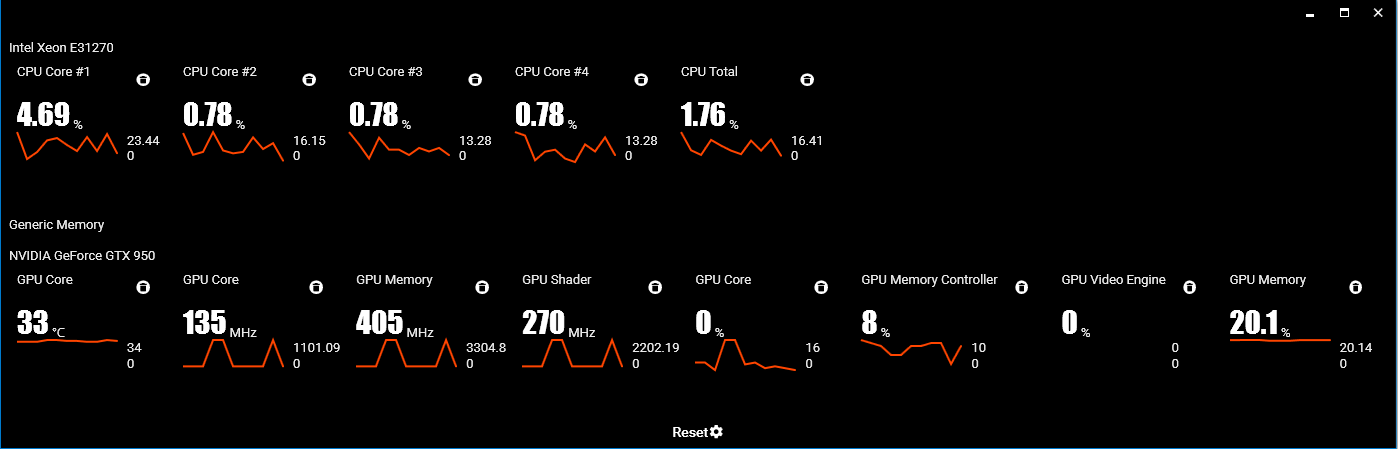 Intel Xeon E31270
CPU Core #1 CPU Core #2 CPU Core #3 CPU Core #4 CPU Total
4.69 % 0.78 % 0.78 % 0.78 % 1.76 %
23.44 16.15 13.28 13.28 16.41
0 0 0 0 0
Generic Memory
NVIDIA GeForce GTX 950
GPU Core GPU Core GPU Memory GPU Shader GPU Core GPU Memory Controller GPU Video Engine GPU Memory
33 °C 135 MHz 405 MHz 270 MHz 0 % 8 % 0 % 20.1 %
34 1101.09 3304.8 2202.19 16 10 0 20.14
0 0 0 0 0 0 0 0
Reset